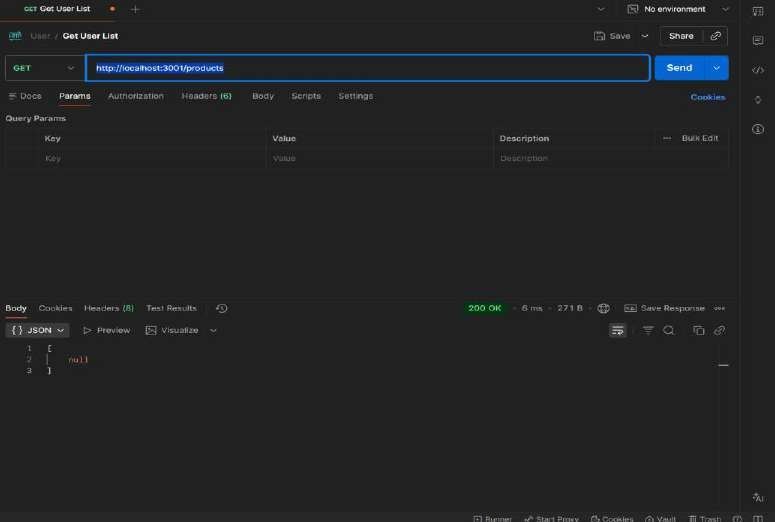 GET Get User List
No environment
User / Get User List
Save
Share
GET
http://localhost:3001/products
Send
Docs Params Authorization Headers (6) Body Scripts Settings
Cookies
Query Params
Key Value Description ... Bulk Edit
Key Value Description
Body Cookies Headers (8) Test Results
200 OK • 6 ms • 271 B
Save Response
{ } JSON Preview Visualize
1 [
2 null
3 ]
AI
Runner Start Proxy Cookies Vault Trash